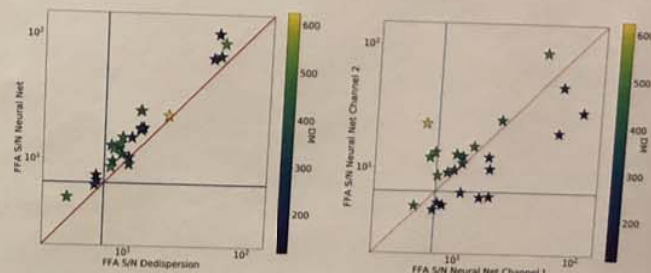 10²
FFA S/N Neural Net
10¹
10¹
10²
FFA S/N Dedispersion
500
400
DM
300
200
10²
FFA S/N Neural Net Channel 2
10¹
10¹
10²
FFA S/N Neural Net Channel 1
600
500
400
DM
300
200